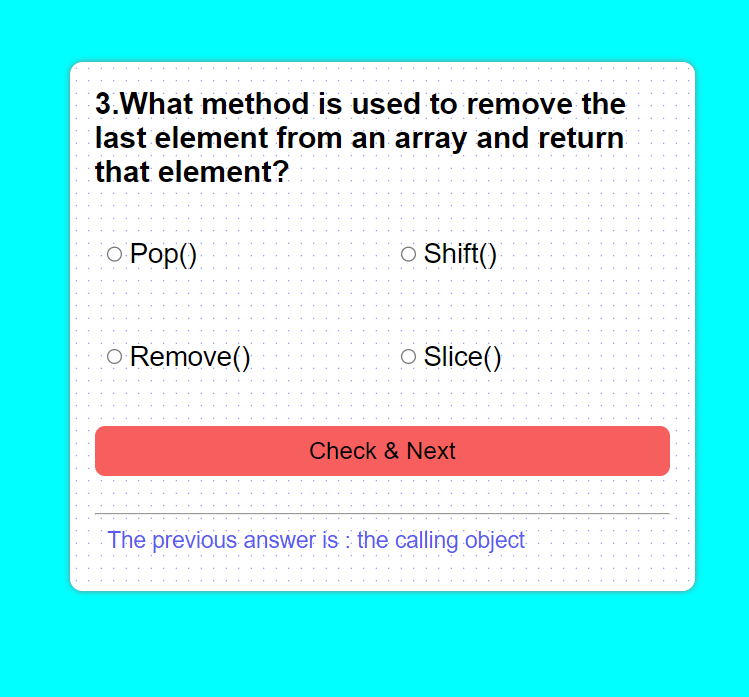 3.What method is used to remove the
last element from an array and return
that element?
Pop()
Shift()
Remove()
Slice()
Check & Next
The previous answer is : the calling object